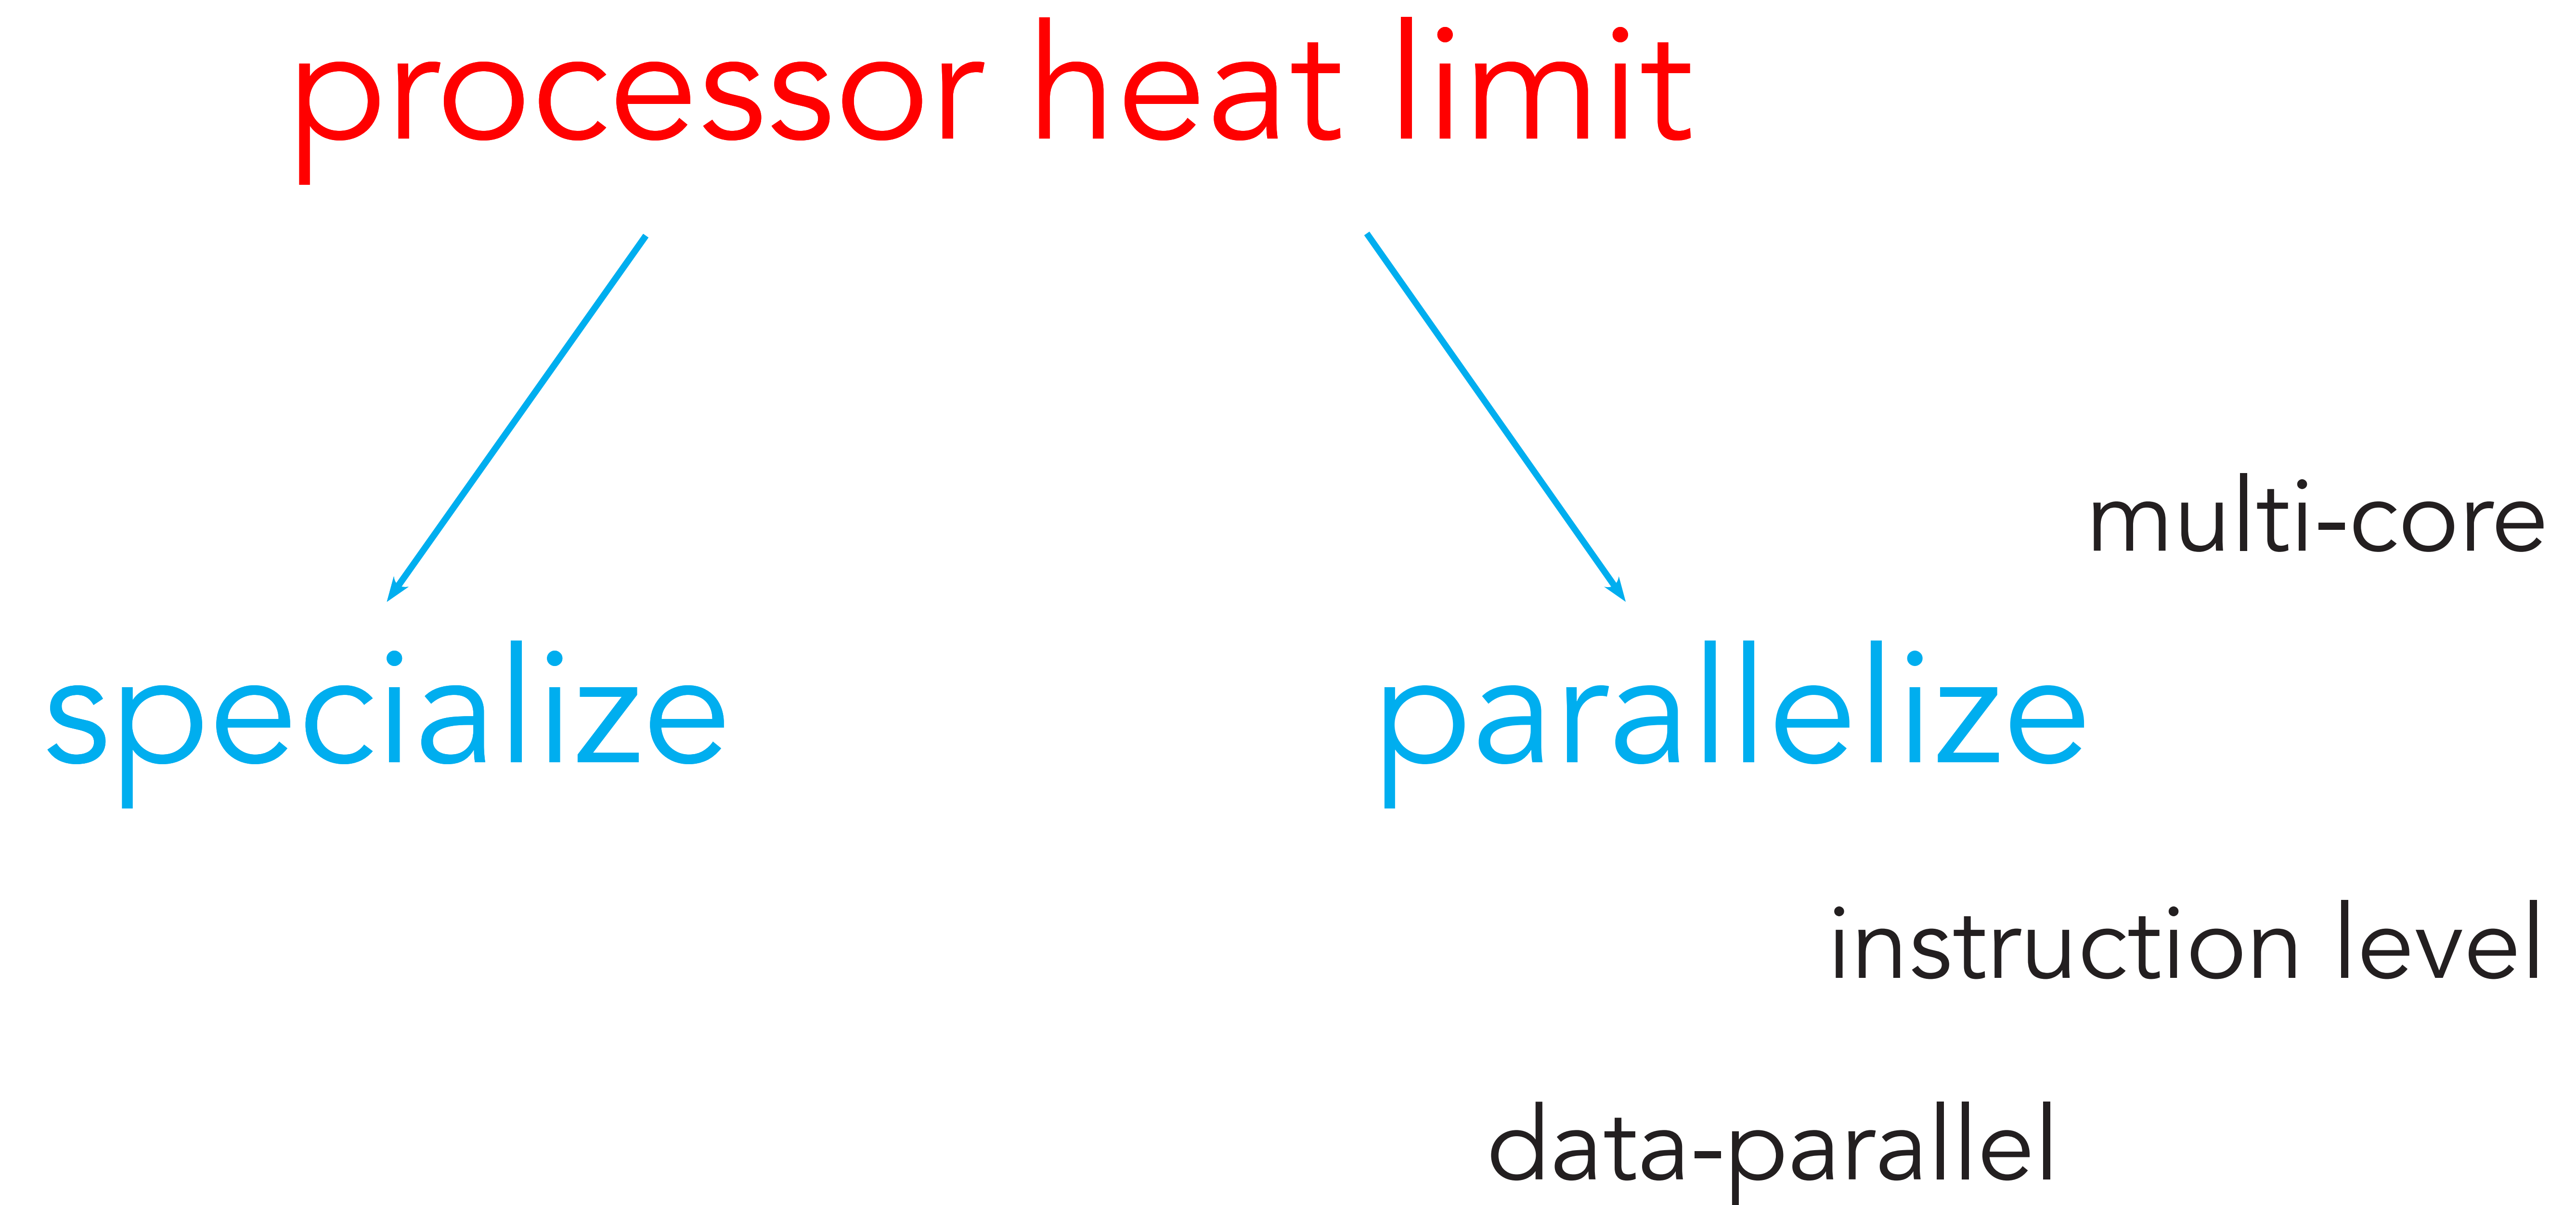 processor heat limit
multi-core
specialize
parallelize
instruction level
data-parallel